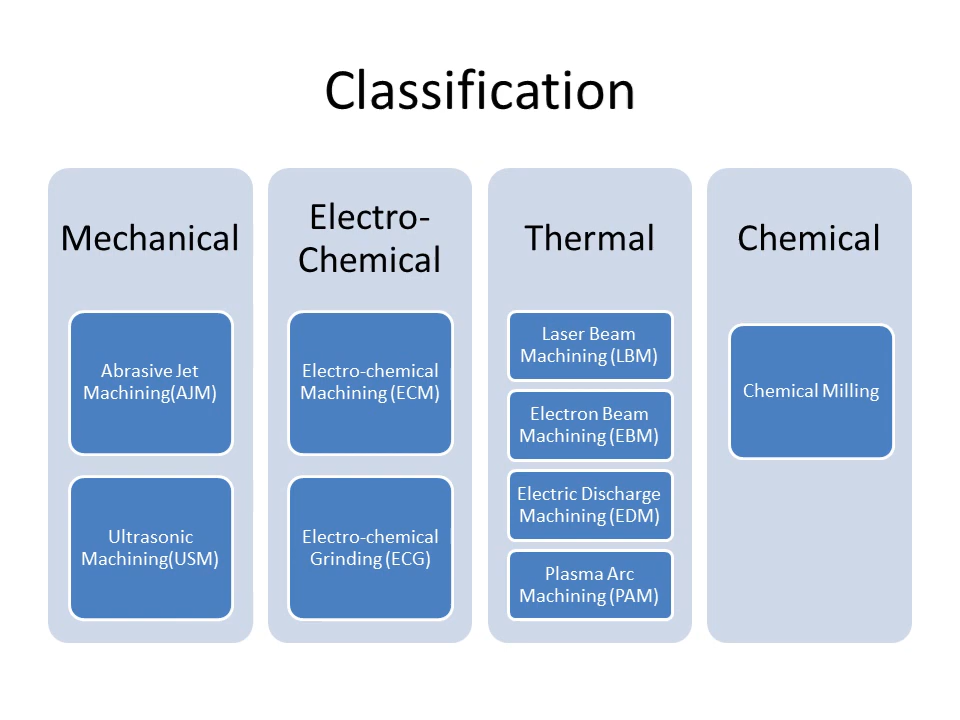 Classification
Mechanical
Abrasive Jet
Machining(AJM)
Ultrasonic
Machining(USM)
Electro-
Chemical
Electro-chemical
Machining (ECM)
Electro-chemical
Grinding (ECG)
Thermal
Laser Beam
Machining (LBM)
Electron Beam
Machining (EBM)
Electric Discharge
Machining (EDM)
Plasma Arc
Machining (PAM)
Chemical
Chemical Milling